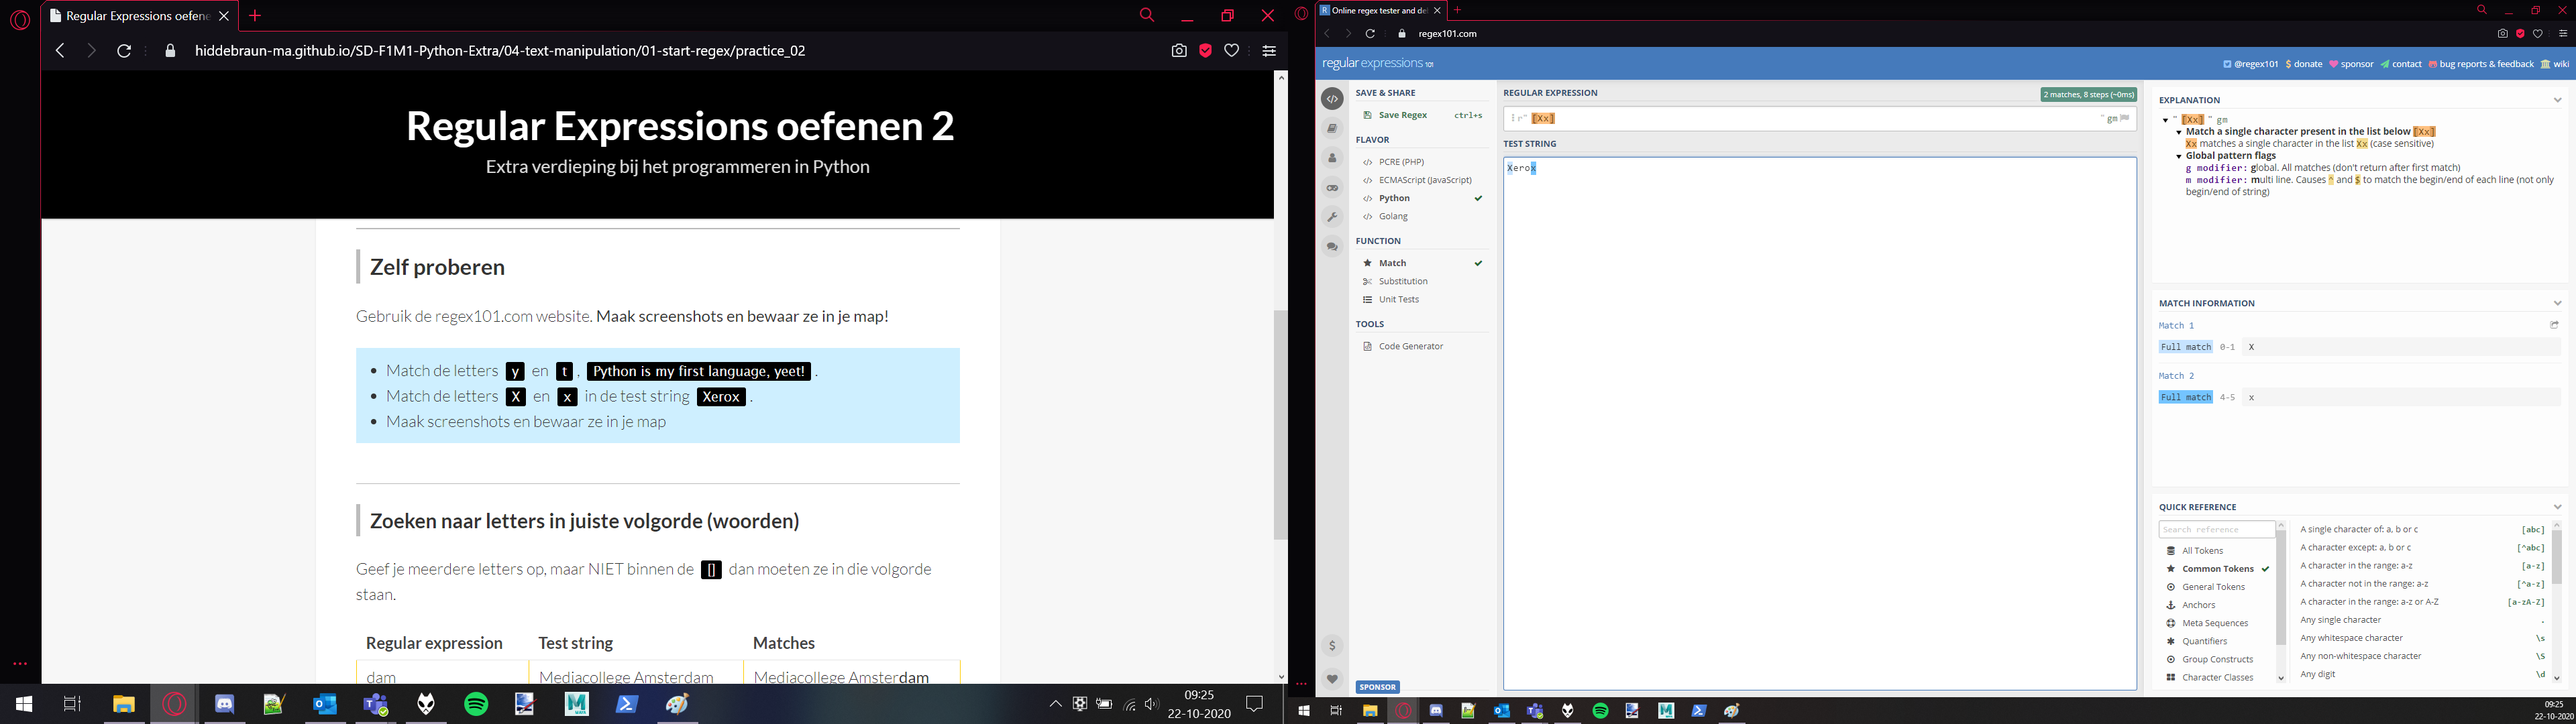 Regular Expressions oefene
hiddebraun-ma.github.io/SD-F1M1-Python-Extra/04-text-manipulation/01-start-regex/practice_02
Regular Expressions oefenen 2
Extra verdieping bij het programmeren in Python
Zelf proberen
Gebruik de regex101.com website. Maak screenshots en bewaar ze in je map!
• Match de letters y en t , Python is my first language, yeet! .
• Match de letters X en x in de test string Xerox .
• Maak screenshots en bewaar ze in je map
Zoeken naar letters in juiste volgorde (woorden)
Geef je meerdere letters op, maar NIET binnen de [] dan moeten ze in die volgorde
staan.
Regular expression Test string Matches
dam Mediacollege Amsterdam Mediacollege Amsterdam
09:25
22-10-2020
Online regex tester and de
regex101.com
regular expressions 101
@regex101 $ donate sponsor contact bug reports & feedback wiki
SAVE & SHARE
Save Regex ctrl+s
FLAVOR
</> PCRE (PHP)
</> ECMAScript (JavaScript)
</> Python
</> Golang
FUNCTION
Match
Substitution
Unit Tests
TOOLS
Code Generator
SPONSOR
REGULAR EXPRESSION 2 matches, 8 steps (~0ms)
r" [Xx] " gm
TEST STRING
Xerox
EXPLANATION
" [Xx] " gm
Match a single character present in the list below [Xx]
Xx matches a single character in the list Xx (case sensitive)
Global pattern flags
g modifier: global. All matches (don't return after first match)
m modifier: multi line. Causes ^ and $ to match the begin/end of each line (not only
begin/end of string)
MATCH INFORMATION
Match 1
Full match 0-1 X
Match 2
Full match 4-5 x
QUICK REFERENCE
Search reference
All Tokens
Common Tokens
General Tokens
Anchors
Meta Sequences
Quantifiers
Group Constructs
Character Classes
A single character of: a, b or c [abc]
A character except: a, b or c [^abc]
A character in the range: a-z [a-z]
A character not in the range: a-z [^a-z]
A character in the range: a-z or A-Z [a-zA-Z]
Any single character .
Any whitespace character \s
Any non-whitespace character \S
Any digit \d
09:25
22-10-2020